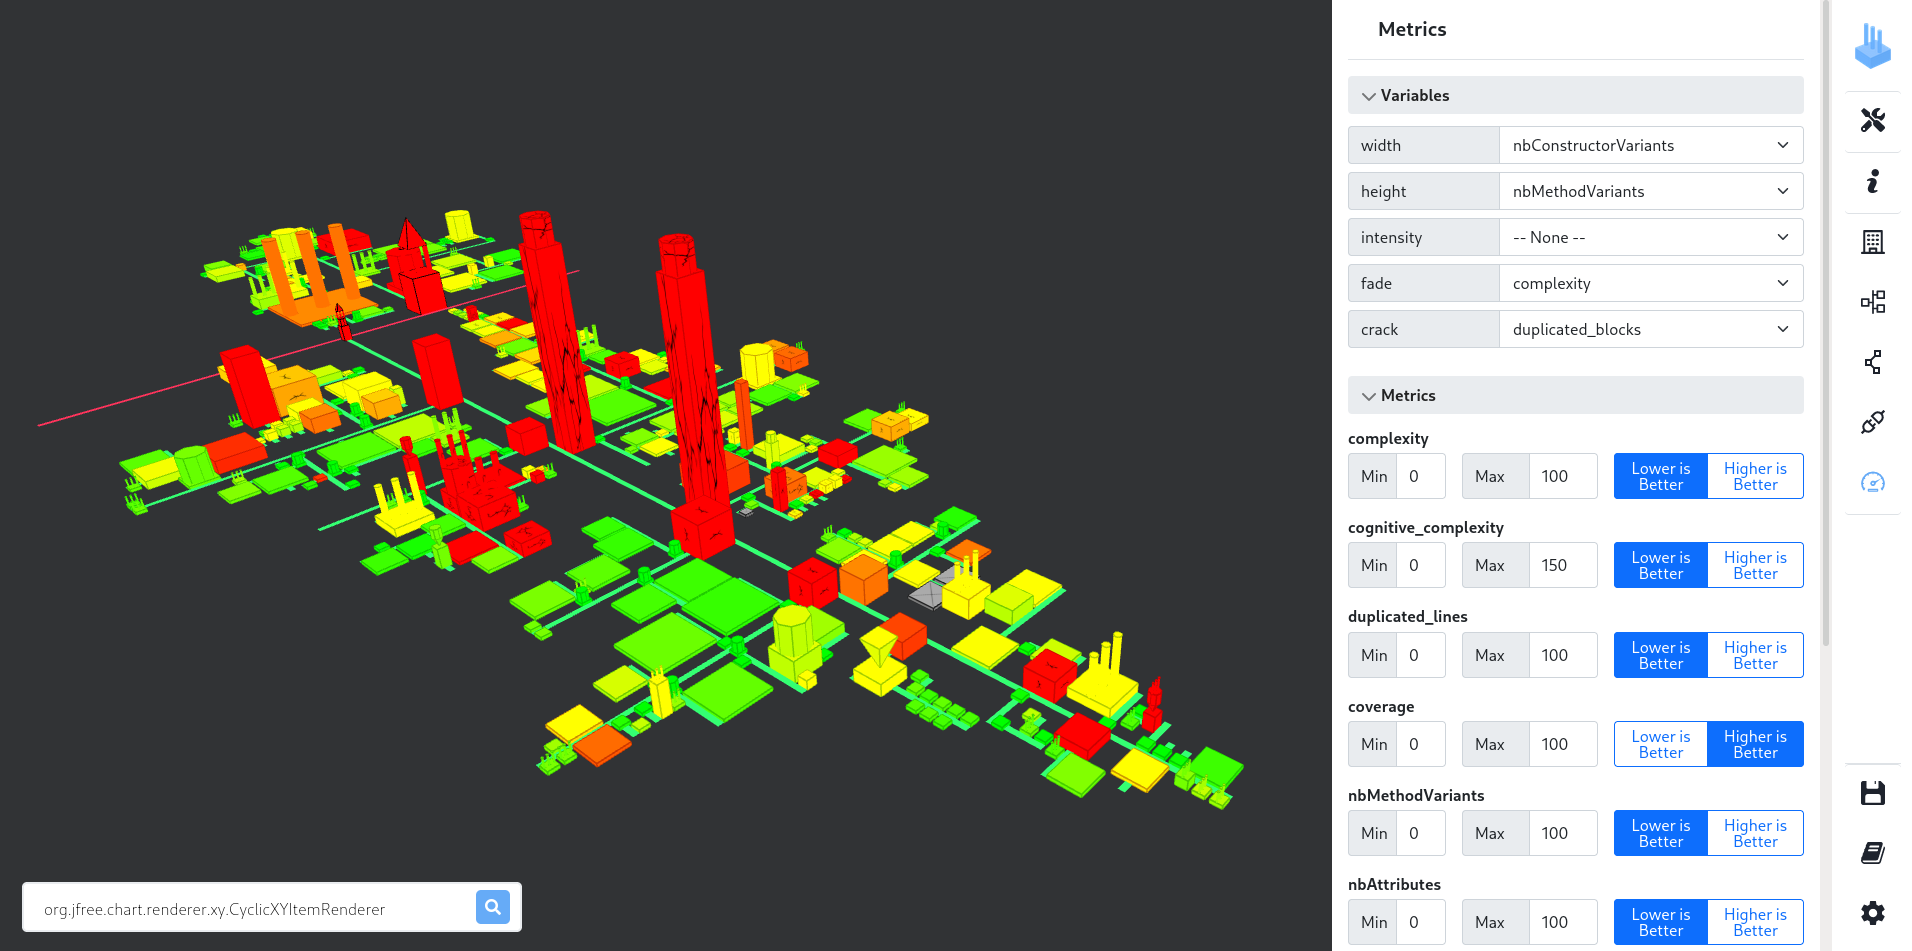 Metrics
Variables
width nbConstructorVariants
height nbMethodVariants
intensity -- None --
fade complexity
crack duplicated_blocks
Metrics
complexity
Min 0 Max 100 Lower is Better Higher is Better
cognitive_complexity
Min 0 Max 150 Lower is Better Higher is Better
duplicated_lines
Min 0 Max 100 Lower is Better Higher is Better
coverage
Min 0 Max 100 Lower is Better Higher is Better
nbMethodVariants
Min 0 Max 100 Lower is Better Higher is Better
nbAttributes
Min 0 Max 100 Lower is Better Higher is Better
org.jfree.chart.renderer.xy.CyclicXYItemRenderer